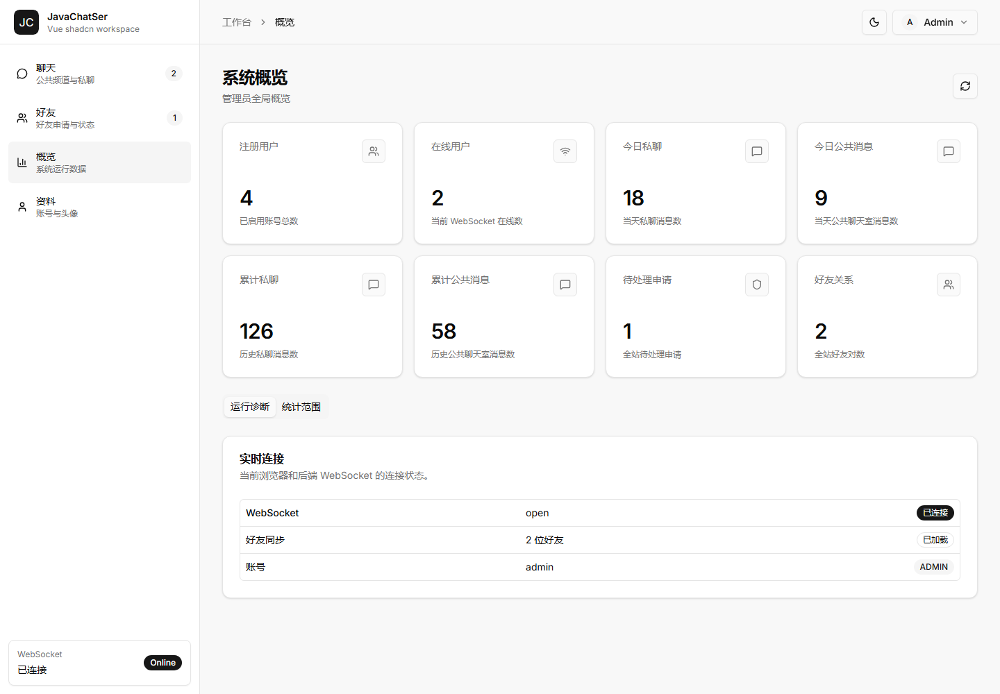 JC
JavaChatSer
Vue shadcn workspace
聊天
公共频道与私聊
2
好友
好友申请与状态
1
概览
系统运行数据
资料
账号与头像
WebSocket
已连接
Online
工作台 > 概览
A Admin
系统概览
管理员全局概览
注册用户
4
已启用账号总数
在线用户
2
当前 WebSocket 在线数
今日私聊
18
当天私聊消息数
今日公共消息
9
当天公共聊天室消息数
累计私聊
126
历史私聊消息数
累计公共消息
58
历史公共聊天室消息数
待处理申请
1
全站待处理申请
好友关系
2
全站好友对数
运行诊断 统计范围
实时连接
当前浏览器和后端 WebSocket 的连接状态。
WebSocket open 已连接
好友同步 2 位好友 已加载
账号 admin ADMIN